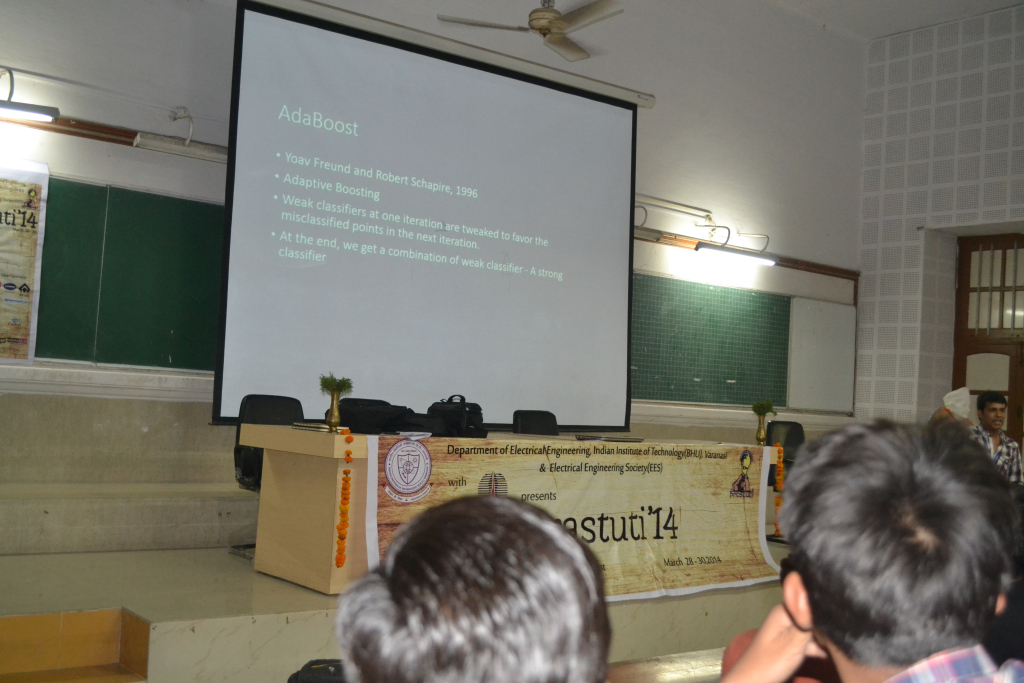 AdaBoost
• Yoav Freund and Robert Schapire, 1996
• Adaptive Boosting
• Weak classifiers at one iteration are tweaked to favor the
misclassified points in the next iteration.
• At the end, we get a combination of weak classifier - A strong
classifier
uti'14
Department of Electrical Engineering, Indian Institute of Technology(BHU), Varanasi
& Electrical Engineering Society(EES)
with
presents
astuti'14
March 28-30,2014